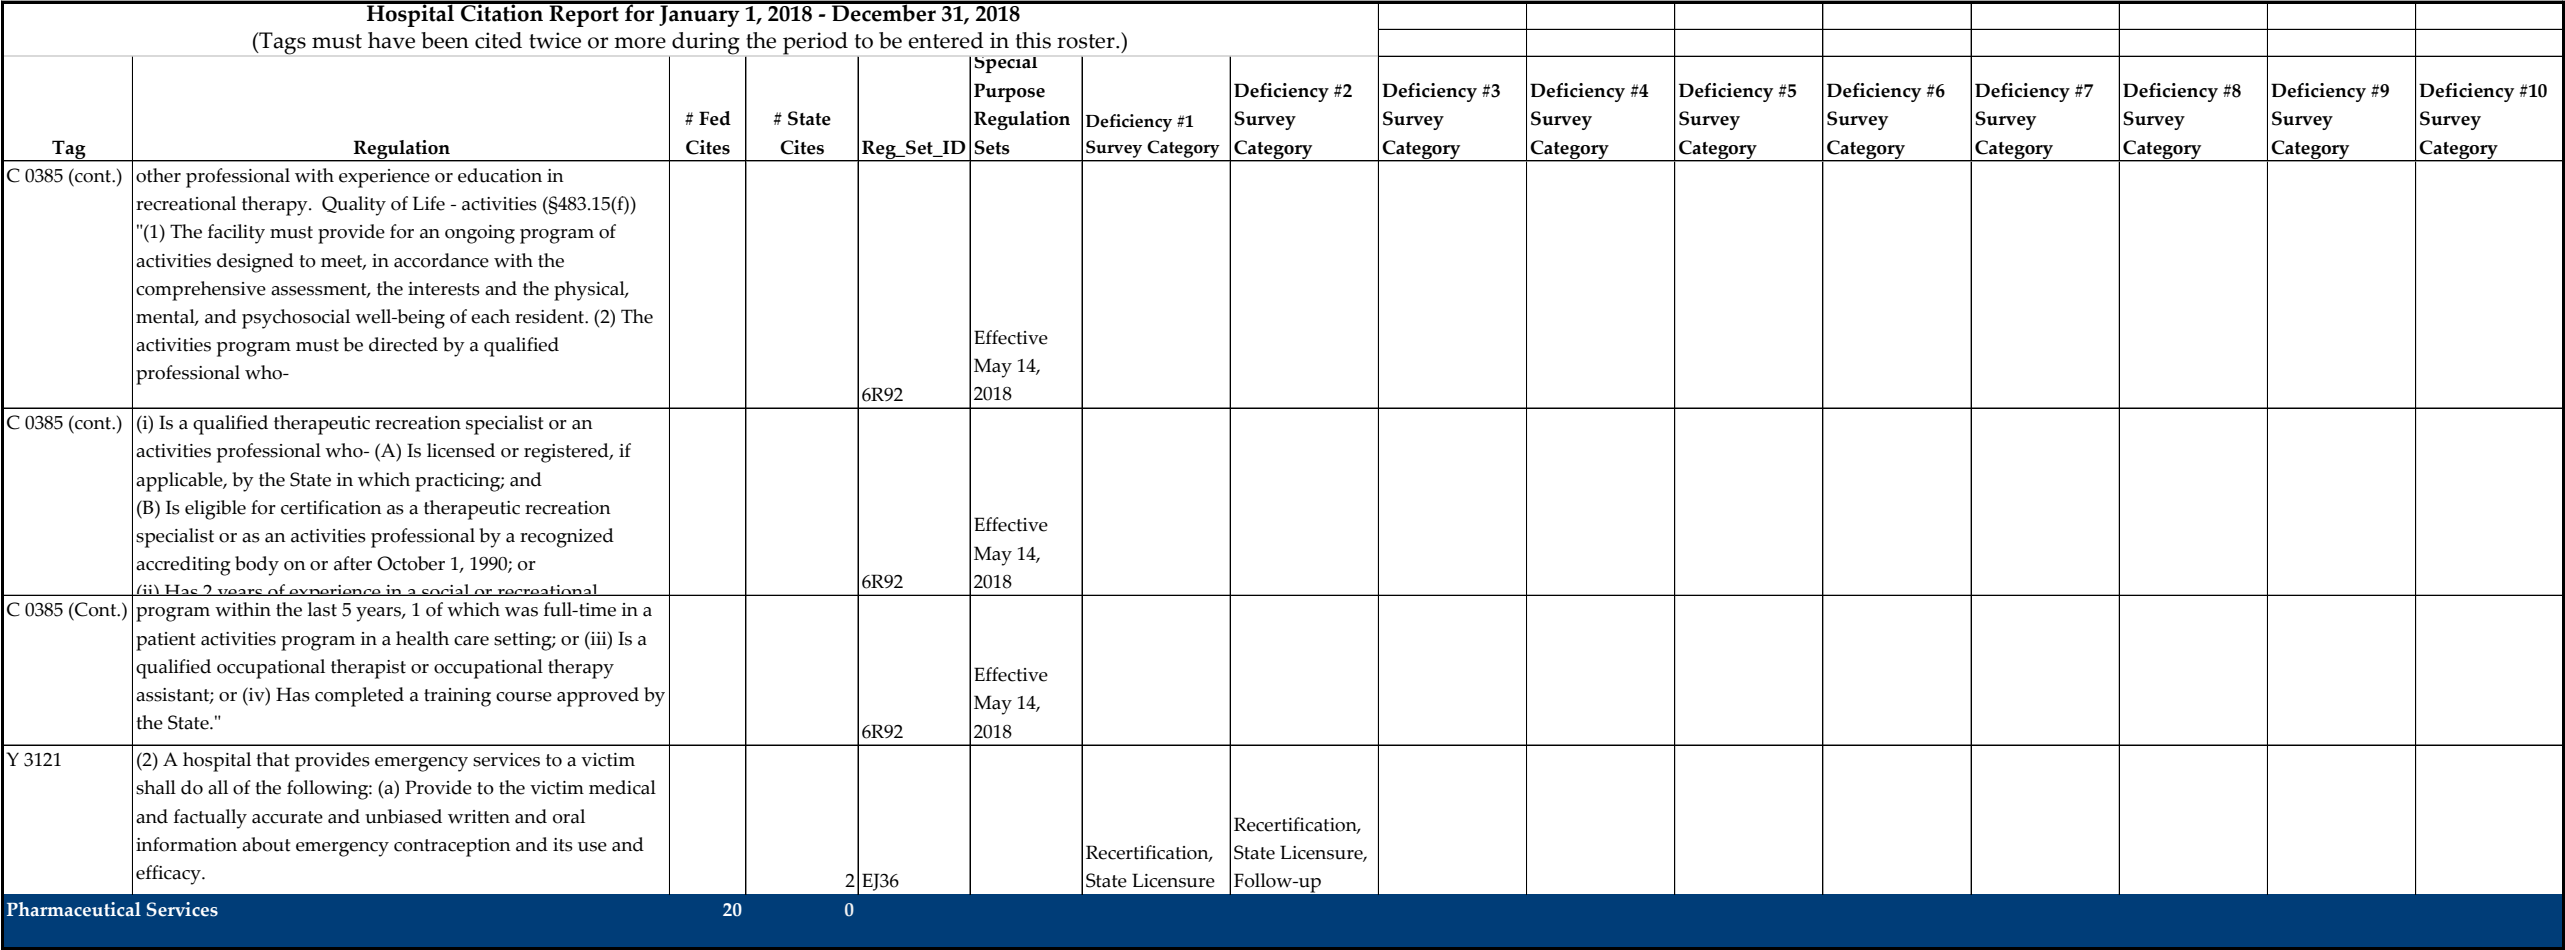 Hospital Citation Report for January 1, 2018 - December 31, 2018
(Tags must have been cited twice or more during the period to be entered in this roster.)
Tag
Regulation
# Fed
Cites
# State
Cites
Reg_Set_ID
Special
Purpose
Regulation
Sets
Deficiency #1
Survey Category
Deficiency #2
Survey
Category
Deficiency #3
Survey
Category
Deficiency #4
Survey
Category
Deficiency #5
Survey
Category
Deficiency #6
Survey
Category
Deficiency #7
Survey
Category
Deficiency #8
Survey
Category
Deficiency #9
Survey
Category
Deficiency #10
Survey
Category
C 0385 (cont.)
other professional with experience or education in
recreational therapy.  Quality of Life - activities (§483.15(f))
"(1) The facility must provide for an ongoing program of
activities designed to meet, in accordance with the
comprehensive assessment, the interests and the physical,
mental, and psychosocial well-being of each resident. (2) The
activities program must be directed by a qualified
professional who-
6R92
Effective
May 14,
2018
C 0385 (cont.)
(i) Is a qualified therapeutic recreation specialist or an
activities professional who- (A) Is licensed or registered, if
applicable, by the State in which practicing; and
(B) Is eligible for certification as a therapeutic recreation
specialist or as an activities professional by a recognized
accrediting body on or after October 1, 1990; or
(ii) Has 2 years of experience in a social or recreational
6R92
Effective
May 14,
2018
C 0385 (Cont.)
program within the last 5 years, 1 of which was full-time in a
patient activities program in a health care setting; or (iii) Is a
qualified occupational therapist or occupational therapy
assistant; or (iv) Has completed a training course approved by
the State."
6R92
Effective
May 14,
2018
Y 3121
(2) A hospital that provides emergency services to a victim
shall do all of the following: (a) Provide to the victim medical
and factually accurate and unbiased written and oral
information about emergency contraception and its use and
efficacy.
2
EJ36
Recertification,
State Licensure
Recertification,
State Licensure,
Follow-up
Pharmaceutical Services
20
0